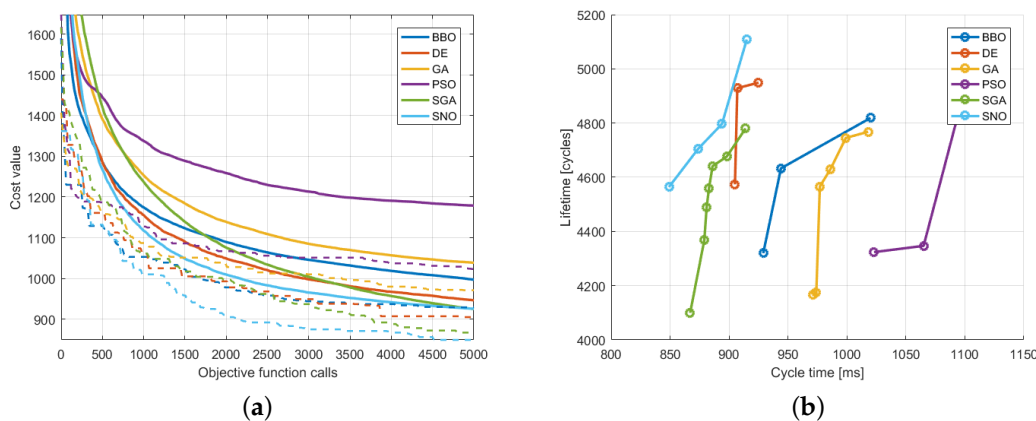 1600
1500
1400
1300
1200
1100
1000
900
Cost value
0 500 1000 1500 2000 2500 3000 3500 4000 4500 5000
Objective function calls
BBO
DE
GA
PSO
SGA
SNO
(a)
5200
5000
4800
4600
4400
4200
4000
Lifetime [cycles]
800 850 900 950 1000 1050 1100 1150
Cycle time [ms]
BBO
DE
GA
PSO
SGA
SNO
(b)